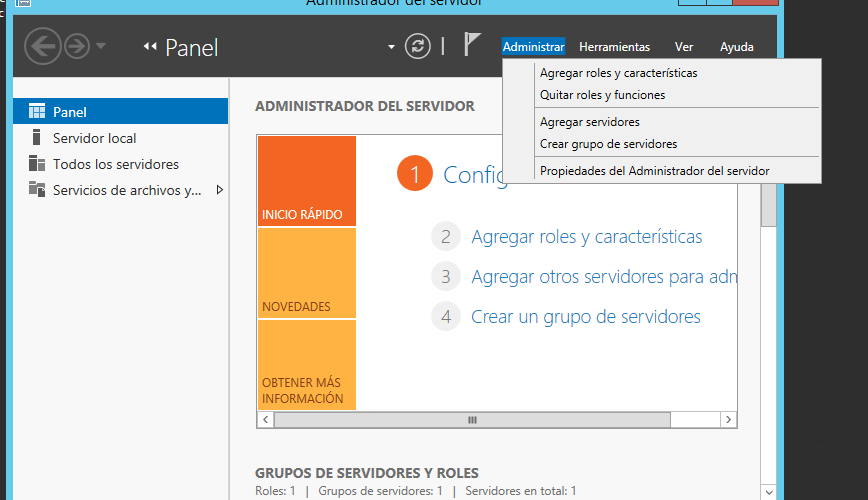 Administrador del servidor
Panel
Administrar
Herramientas
Ver
Ayuda
Agregar roles y características
Quitar roles y funciones
Agregar servidores
Crear grupo de servidores
Propiedades del Administrador del servidor
Panel
Servidor local
Todos los servidores
Servicios de archivos y...
ADMINISTRADOR DEL SERVIDOR
INICIO RÁPIDO
NOVEDADES
OBTENER MÁS
INFORMACIÓN
1 Config
2 Agregar roles y características
3 Agregar otros servidores para adm
4 Crear un grupo de servidores
GRUPOS DE SERVIDORES Y ROLES
Roles: 1 | Grupos de servidores: 1 | Servidores en total: 1